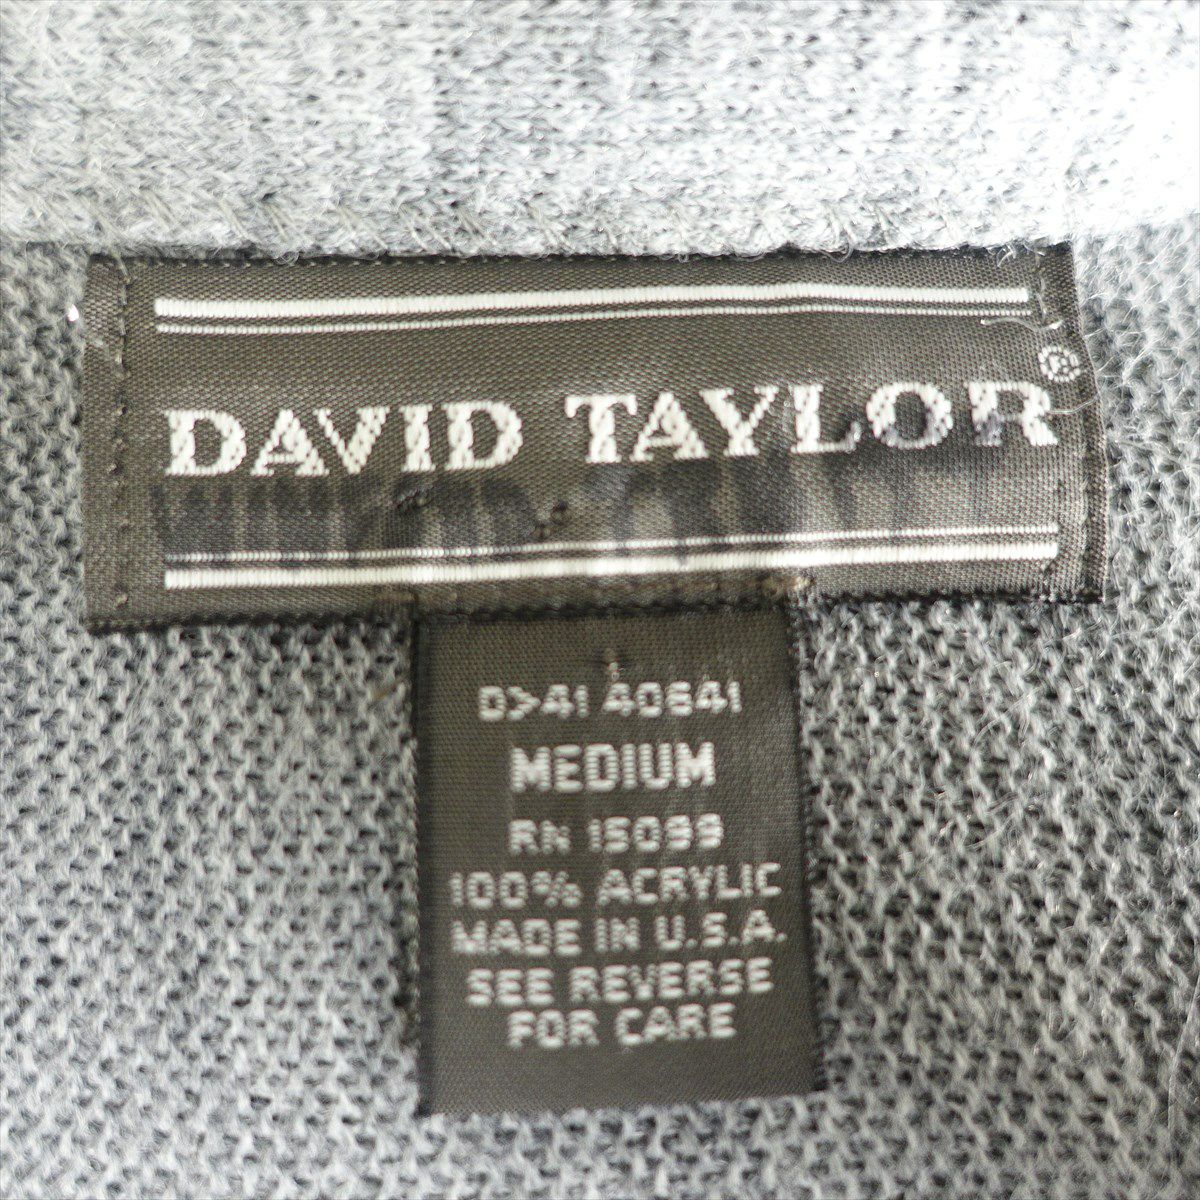 DAVID TAYLOR®
D>41 40641
MEDIUM
RN 15099
100% ACRYLIC
MADE IN U.S.A.
SEE REVERSE
FOR CARE